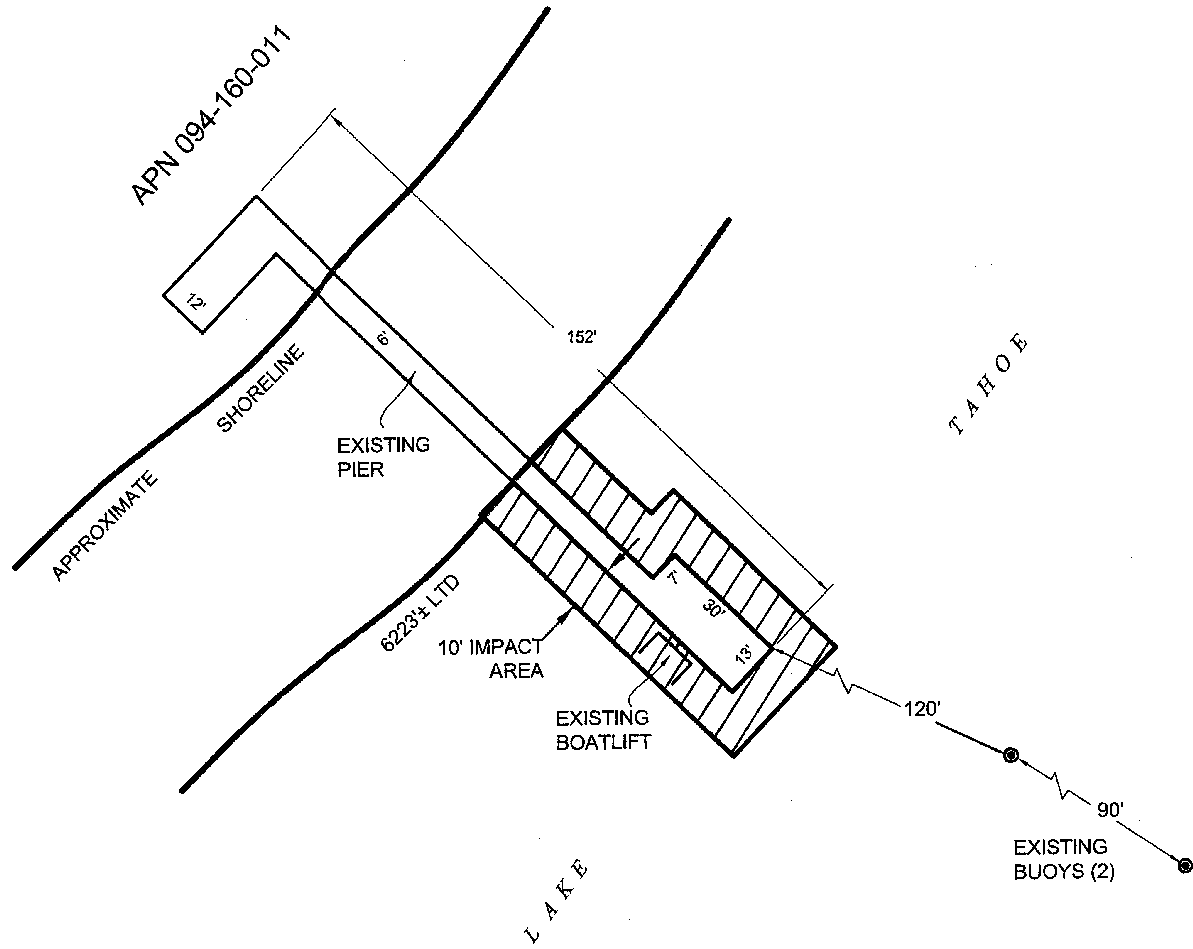 APN 094-160-011
12'
6'
152'
TAHOE
APPROXIMATE SHORELINE
EXISTING
PIER
6223'± LTD
7'
30'
13'
10' IMPACT
AREA
EXISTING
BOATLIFT
120'
90'
EXISTING
BUOYS (2)
LAKE